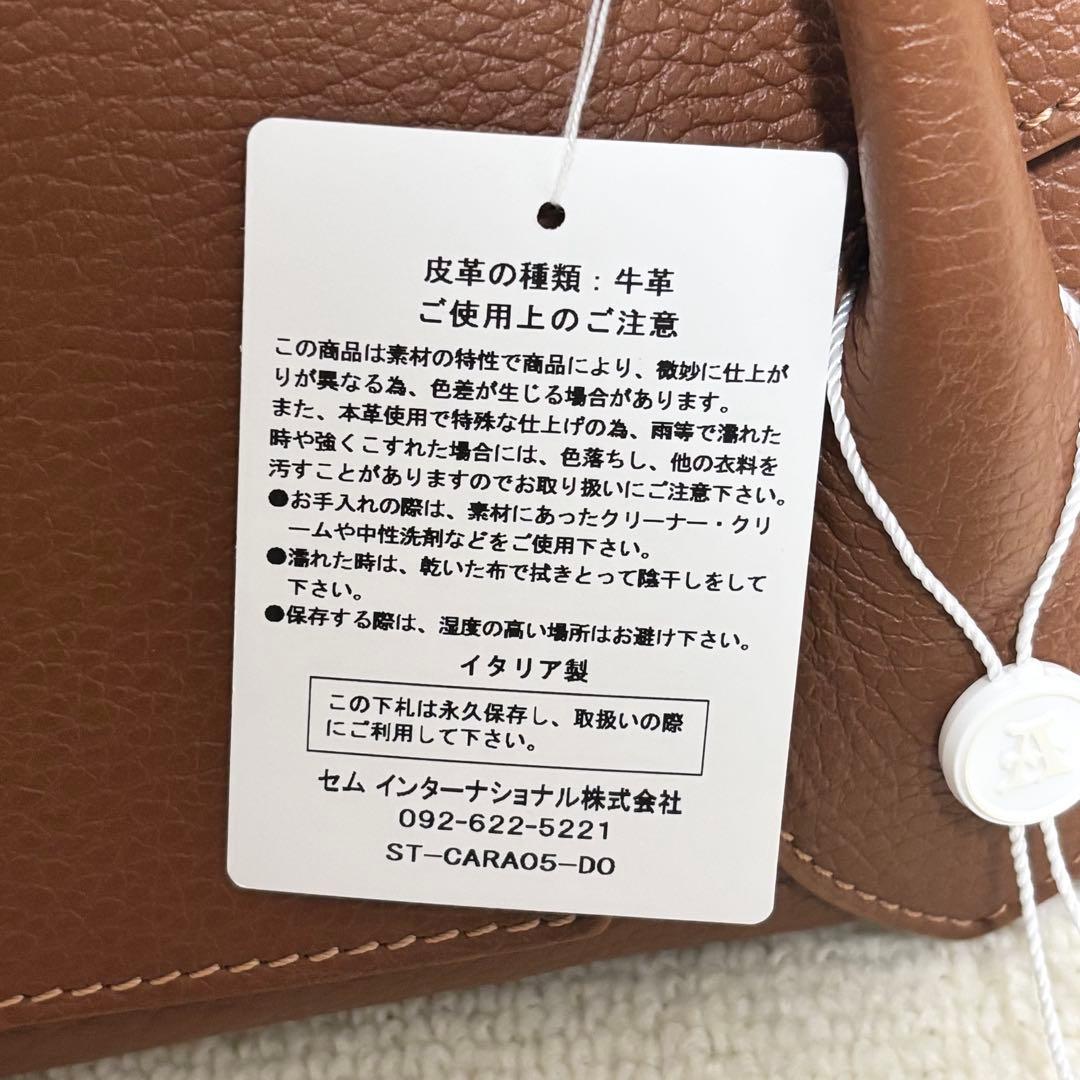 皮革の種類：牛革
ご使用上のご注意
この商品は素材の特性で商品により、微妙に仕上が
りが異なる為、色差が生じる場合があります。
また、本革使用で特殊な仕上げの為、雨等で濡れた
時や強くこすれた場合には、色落ちし、他の衣料を
汚すことがありますのでお取り扱いにご注意下さい。
●お手入れの際は、素材にあったクリーナー・クリ
ームや中性洗剤などをご使用下さい。
●濡れた時は、乾いた布で拭きとって陰干しをして
下さい。
●保存する際は、湿度の高い場所はお避け下さい。
イタリア製
この下札は永久保存し、取扱いの際
にご利用して下さい。
セム インターナショナル株式会社
092-622-5221
ST-CARA05-DO